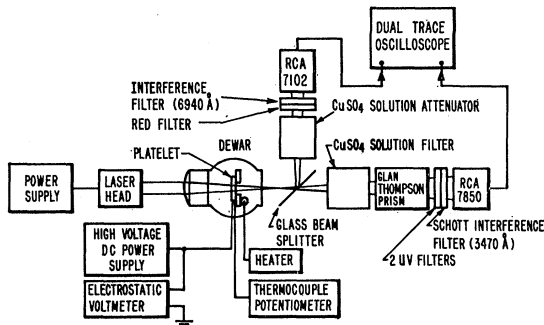 DUAL TRACE
OSCILLOSCOPE
RCA
7102
INTERFERENCE
FILTER (6940 Å)
RED FILTER
CuSO4 SOLUTION ATTENUATOR
DEWAR
PLATELET
CuSO4 SOLUTION FILTER
POWER
SUPPLY
LASER
HEAD
GLAN
THOMPSON
PRISM
RCA
7850
GLASS BEAM
SPLITTER
SCHOTT INTERFERENCE
FILTER (3470 Å)
2 UV FILTERS
HIGH VOLTAGE
DC POWER
SUPPLY
HEATER
ELECTROSTATIC
VOLTMETER
THERMOCOUPLE
POTENTIOMETER